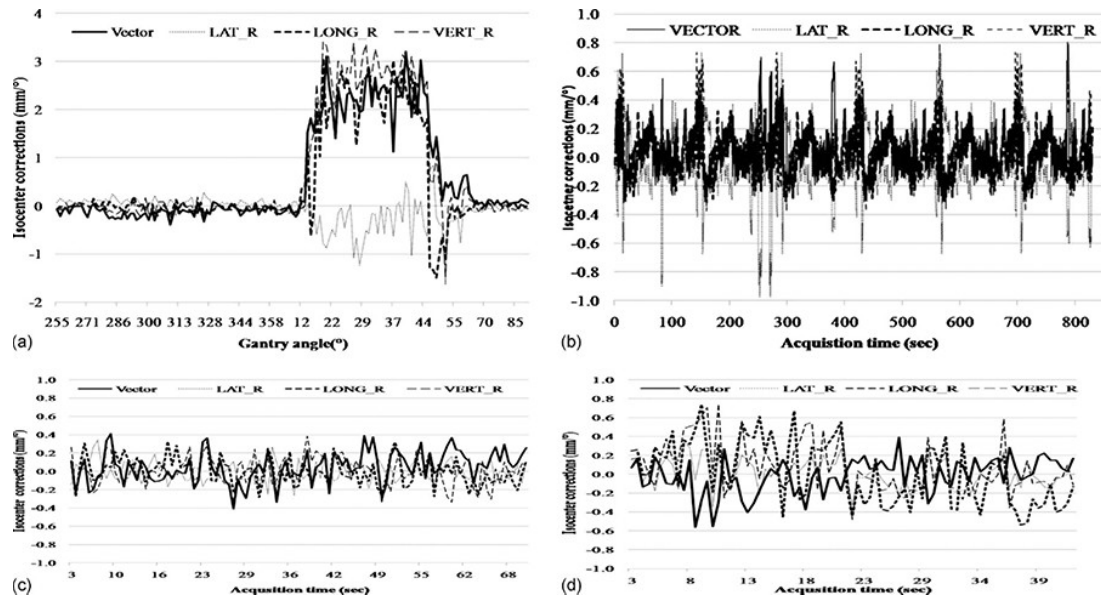 4
Vector LAT_R LONG_R VERT_R
3
2
1
0
-1
-2
Isocenter corrections (mm/°)
255 271 286 300 313 328 344 358 12 22 29 37 44 55 70 85
Gantry angle(°)
(a)
1.0
VECTOR LAT_R LONG_R VERT_R
0.8
0.6
0.4
0.2
0.0
-0.2
-0.4
-0.6
-0.8
-1.0
Isocenter corrections (mm/°)
0 100 200 300 400 500 600 700 800
Acquistion time (sec)
(b)
1.0
Vector LAT_R LONG_R VERT_R
0.8
0.6
0.4
0.2
0.0
-0.2
-0.4
-0.6
-0.8
-1.0
Isocenter corrections (mm/°)
3 10 16 23 29 36 42 49 55 62 68
Acqusition time (sec)
(c)
1.0
Vector LAT_R LONG_R VERT_R
0.8
0.6
0.4
0.2
0.0
-0.2
-0.4
-0.6
-0.8
-1.0
Isocenter corrections (mm/°)
3 8 13 18 23 29 34 39
Acqusition time (sec)
(d)